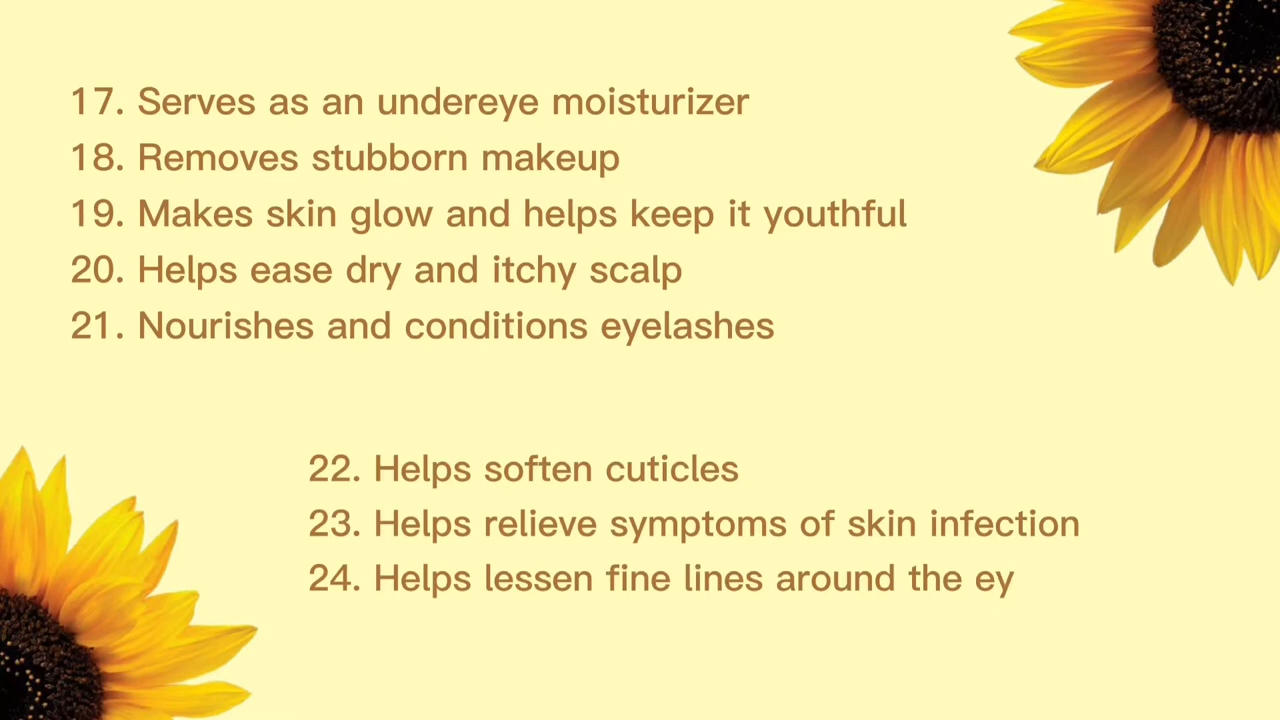 17. Serves as an undereye moisturizer
18. Removes stubborn makeup
19. Makes skin glow and helps keep it youthful
20. Helps ease dry and itchy scalp
21. Nourishes and conditions eyelashes
22. Helps soften cuticles
23. Helps relieve symptoms of skin infection
24. Helps lessen fine lines around the ey